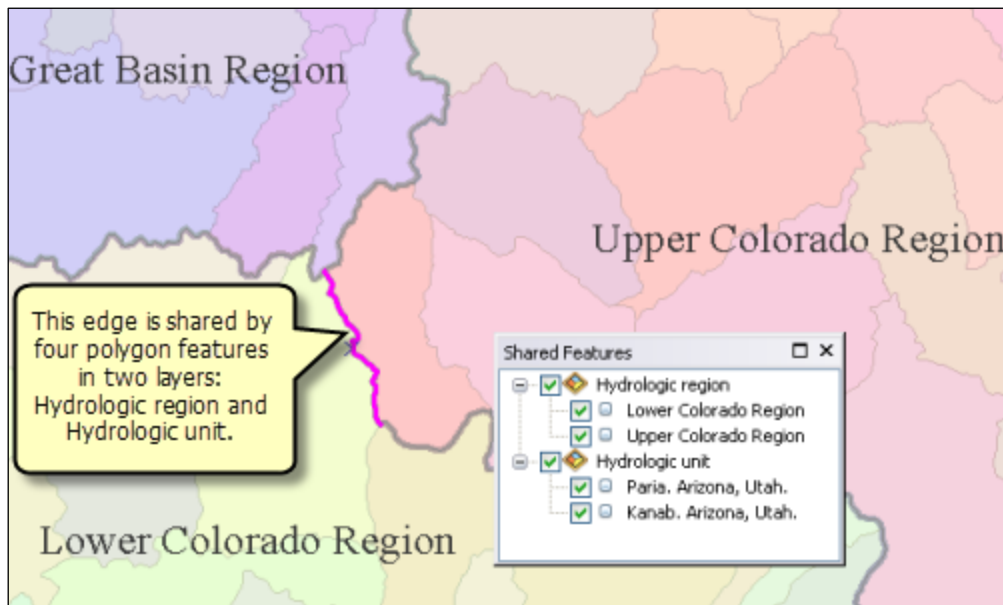 Great Basin Region
Upper Colorado Region
This edge is shared by
four polygon features
in two layers:
Hydrologic region and
Hydrologic unit.
Shared Features
Hydrologic region
Lower Colorado Region
Upper Colorado Region
Hydrologic unit
Paria. Arizona, Utah.
Kanab. Arizona, Utah.
Lower Colorado Region